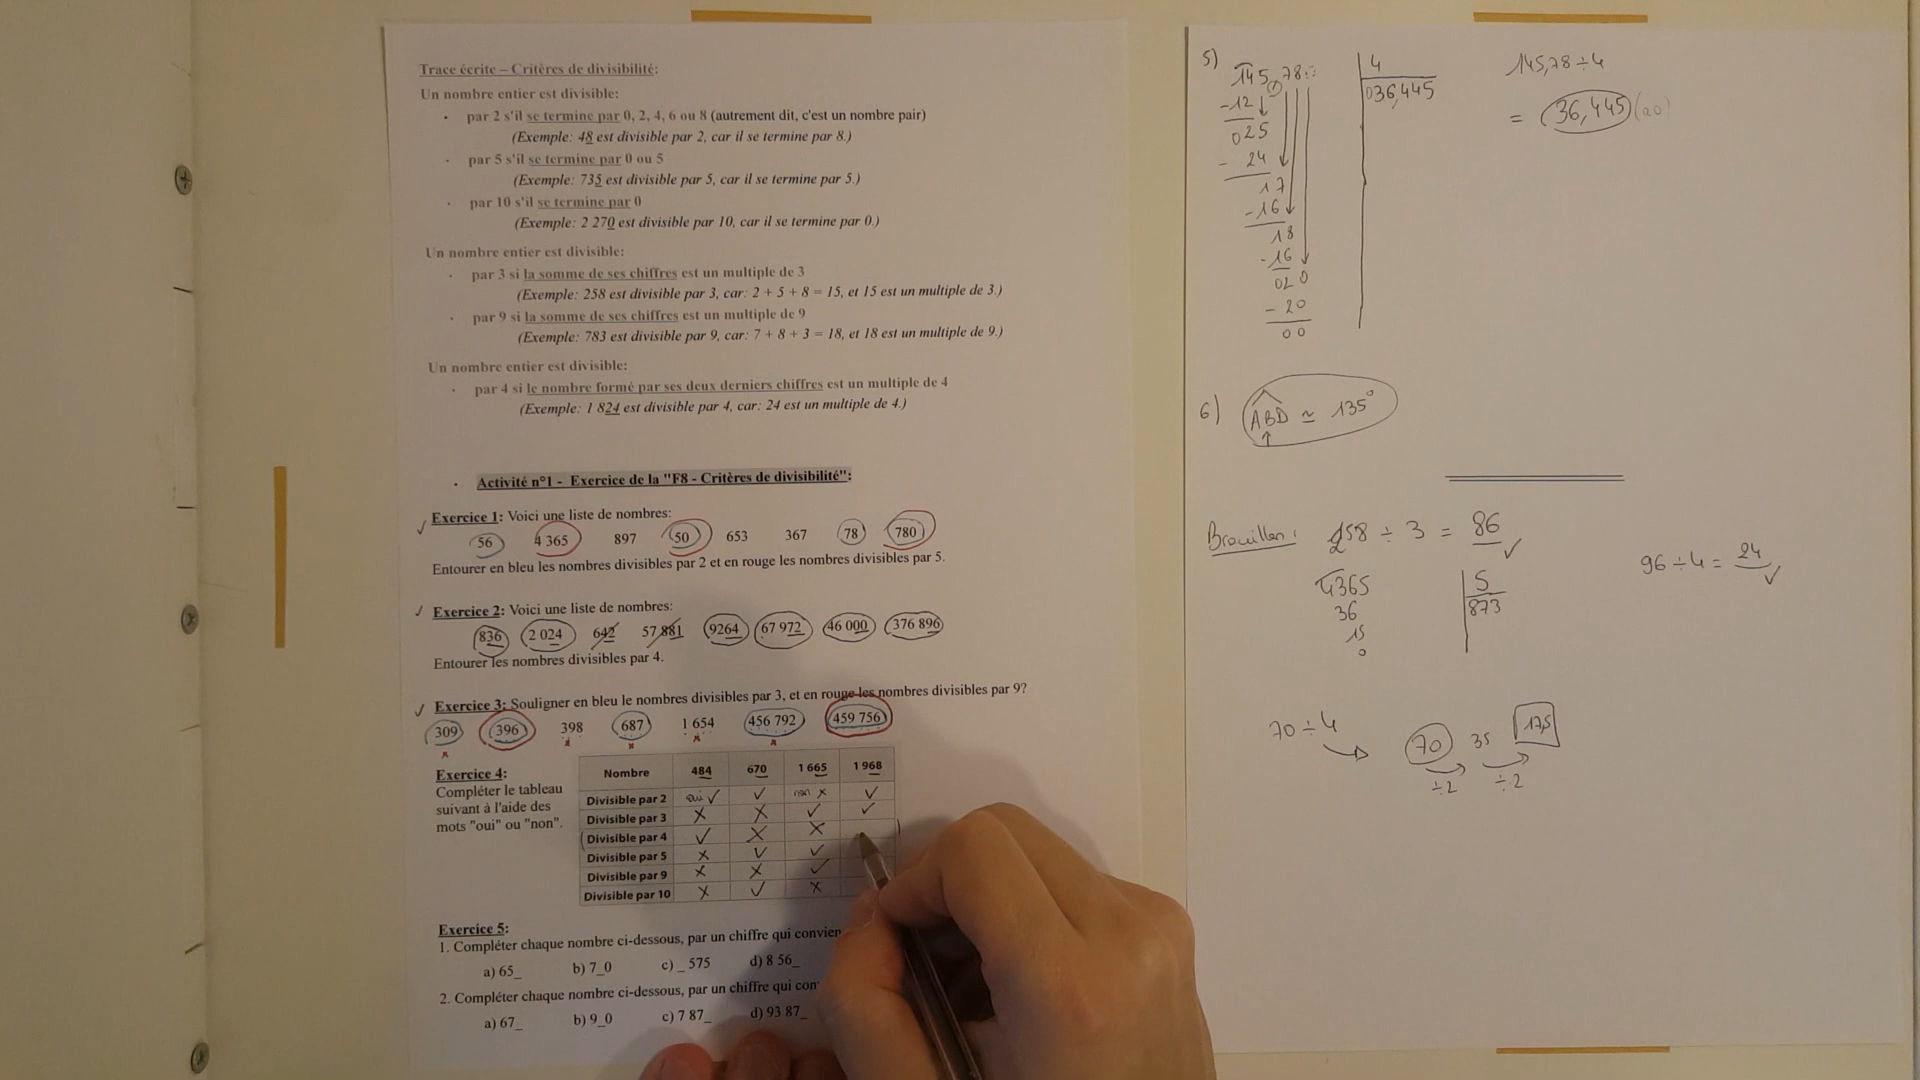 Trace écrite – Critères de divisibilité:
Un nombre entier est divisible:
- par 2 s'il se termine par 0, 2, 4, 6 ou 8 (autrement dit, c'est un nombre pair)
(Exemple: 48 est divisible par 2, car il se termine par 8.)
- par 5 s'il se termine par 0 ou 5
(Exemple: 735 est divisible par 5, car il se termine par 5.)
- par 10 s'il se termine par 0
(Exemple: 2 270 est divisible par 10, car il se termine par 0.)
Un nombre entier est divisible:
- par 3 si la somme de ses chiffres est un multiple de 3
(Exemple: 258 est divisible par 3, car: 2 + 5 + 8 = 15, et 15 est un multiple de 3.)
- par 9 si la somme de ses chiffres est un multiple de 9
(Exemple: 783 est divisible par 9, car: 7 + 8 + 3 = 18, et 18 est un multiple de 9.)
Un nombre entier est divisible:
- par 4 si le nombre formé par ses deux derniers chiffres est un multiple de 4
(Exemple: 1 824 est divisible par 4, car: 24 est un multiple de 4.)
- Activité n°1 - Exercice de la "F8 - Critères de divisibilité":
✓ Exercice 1: Voici une liste de nombres:
56 4 365 897 50 653 367 78 780
Entourer en bleu les nombres divisibles par 2 et en rouge les nombres divisibles par 5.
✓ Exercice 2: Voici une liste de nombres:
836 2 024 642 57 881 9264 67 972 46 000 376 896
Entourer les nombres divisibles par 4.
✓ Exercice 3: Souligner en bleu le nombres divisibles par 3, et en rouge les nombres divisibles par 9?
309 396 398 687 1 654 456 792 459 756
Exercice 4:
Compléter le tableau
suivant à l'aide des
mots "oui" ou "non".
Nombre 484 670 1 665 1 968
Divisible par 2 oui ✓ ✓ non x ✓
Divisible par 3 x x ✓ ✓
Divisible par 4 ✓ x x
Divisible par 5 x ✓ ✓
Divisible par 9 x x ✓
Divisible par 10 x ✓ x
Exercice 5:
1. Compléter chaque nombre ci-dessous, par un chiffre qui
a) 65_ b) 7_0 c) _ 575 d) 8 56_
2. Compléter chaque nombre ci-dessous, par un chiffre qui
a) 67_ b) 9_0 c) 7 87_ d) 93 87_
5) 145,78 4
036,445
-12
025
- 24
17
-16
18
-16
020
- 20
00
145,78 ÷ 4
= 36,445
6) ABD ≃ 135°
Brouillon: 258 ÷ 3 = 86 ✓
96 ÷ 4 = 24 ✓
4365 5
36 873
15
0
70 ÷ 4
70 35 17,5
÷2 ÷2